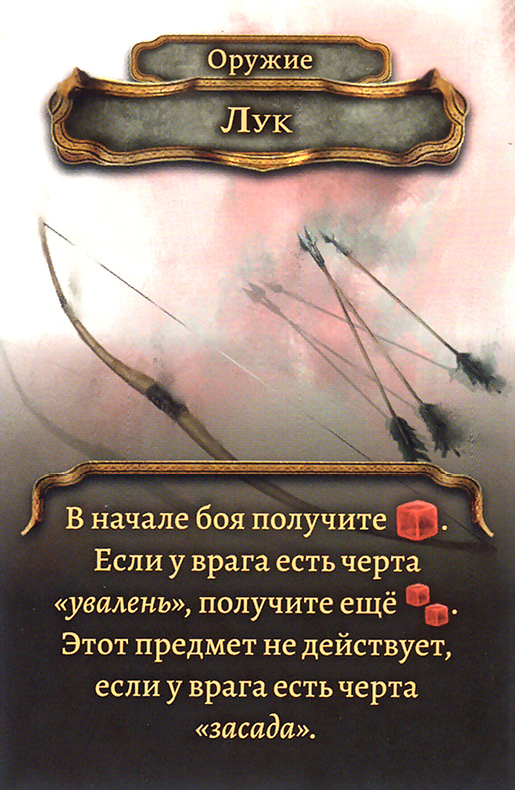 Оружие
Лук
В начале боя получите .
Если у врага есть черта
«увалень», получите ещё .
Этот предмет не действует,
если у врага есть черта
«засада».